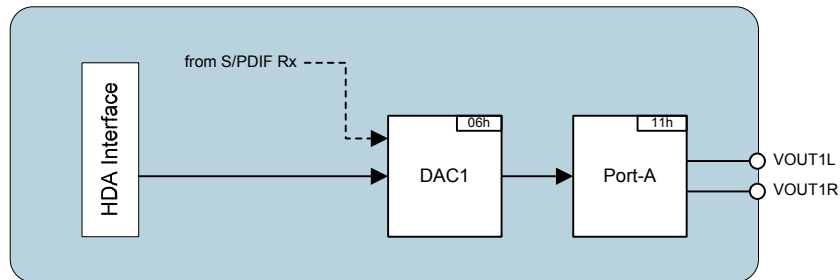 from S/PDIF Rx
HDA Interface
06h
DAC1
11h
Port-A
VOUT1L
VOUT1R